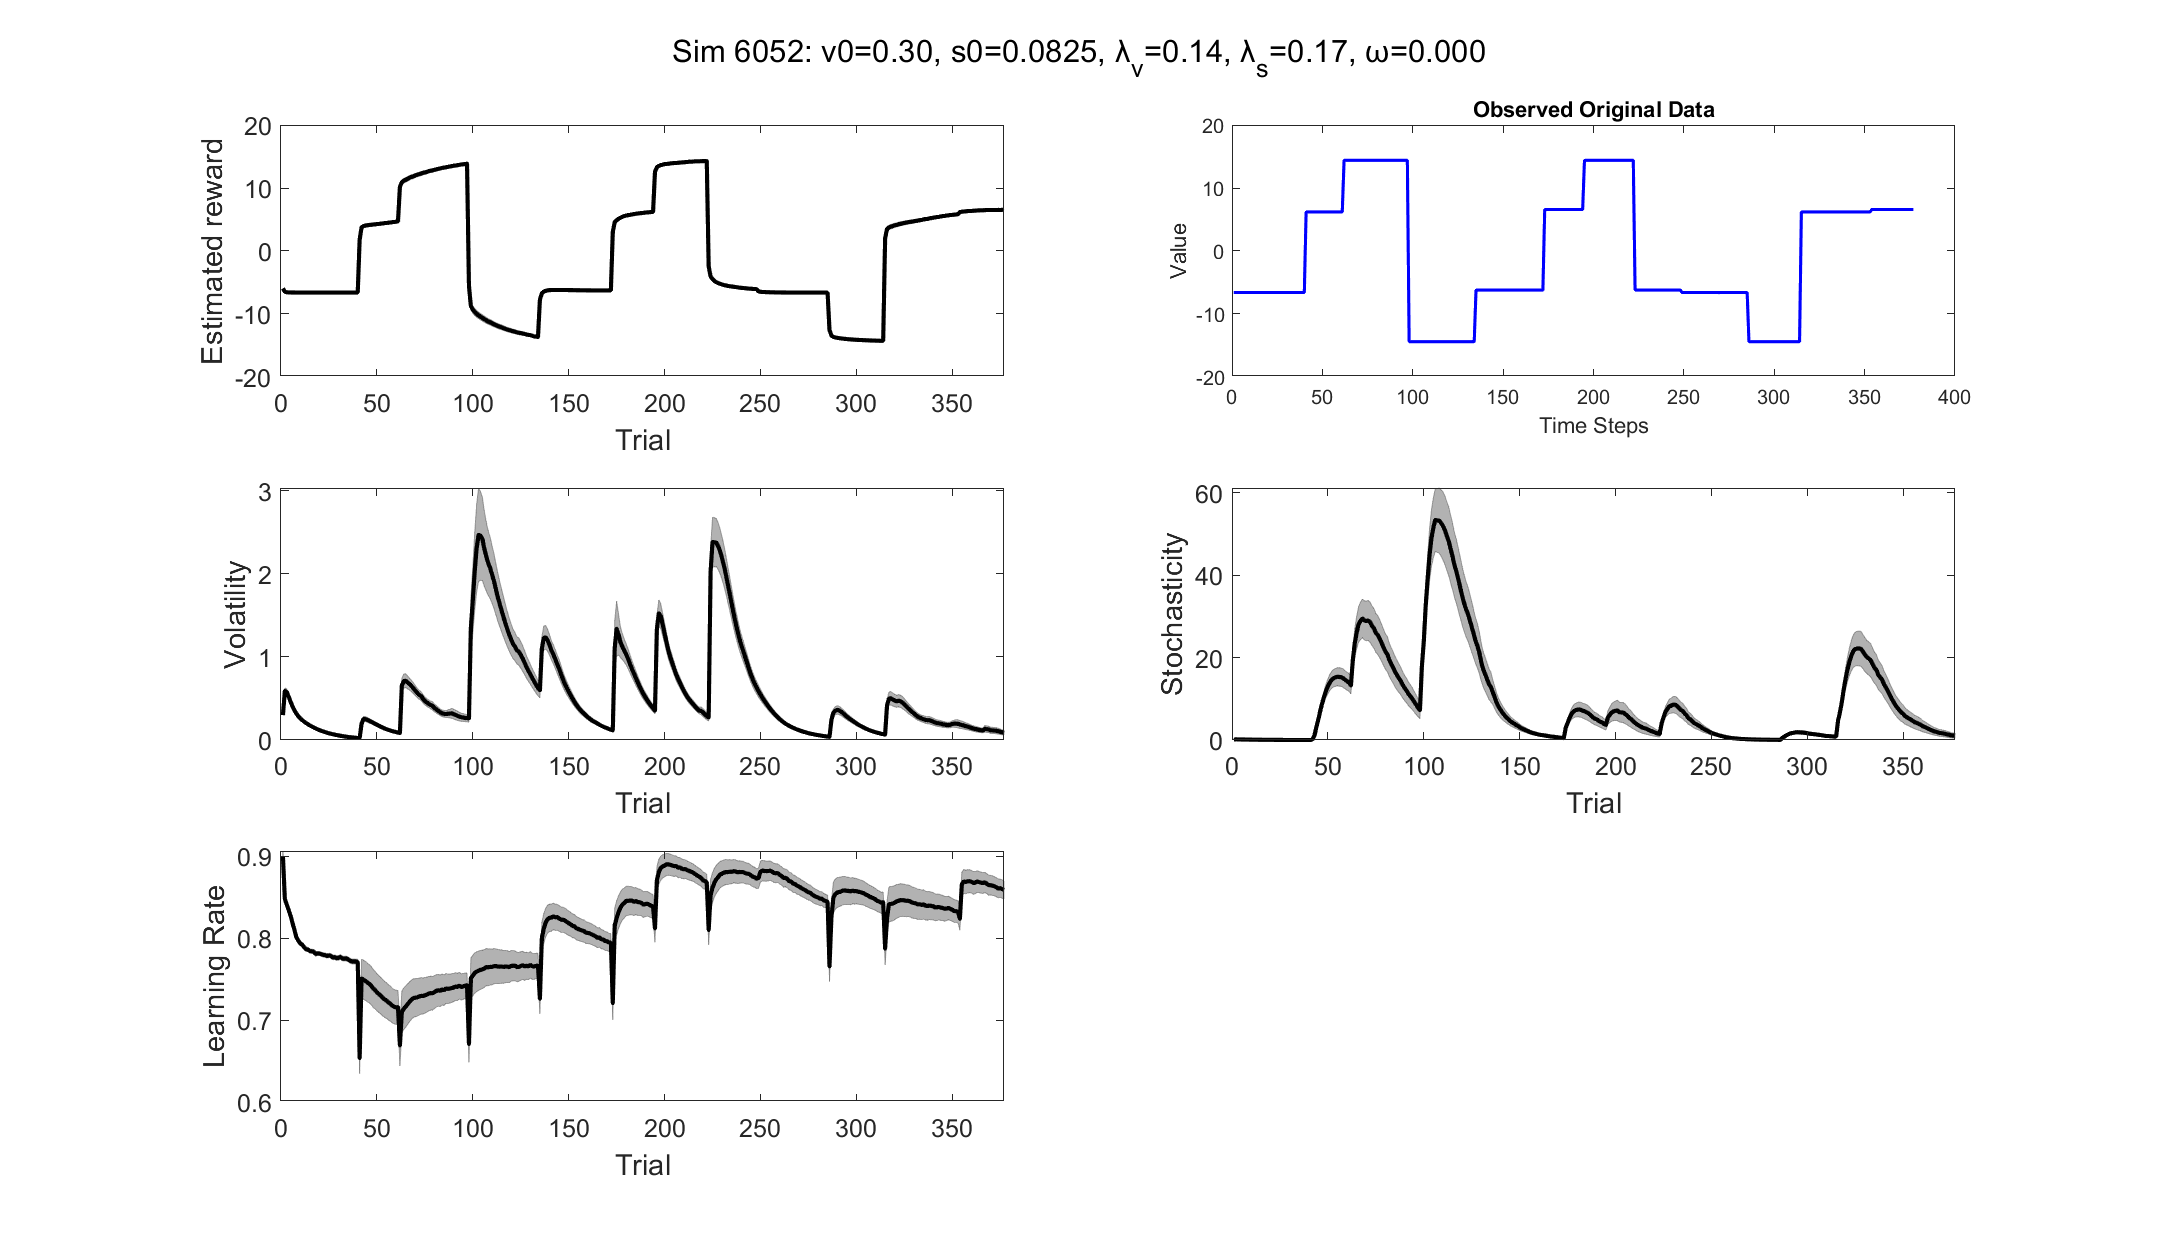 Sim 6052: v0=0.30, s0=0.0825, λ_v=0.14, λ_s=0.17, ω=0.000
Estimated reward
20
10
0
-10
-20
0 50 100 150 200 250 300 350
Trial
Observed Original Data
Value
20
10
0
-10
-20
0 50 100 150 200 250 300 350 400
Time Steps
Volatility
3
2
1
0
0 50 100 150 200 250 300 350
Trial
Stochasticity
60
40
20
0
0 50 100 150 200 250 300 350
Trial
Learning Rate
0.9
0.8
0.7
0.6
0 50 100 150 200 250 300 350
Trial